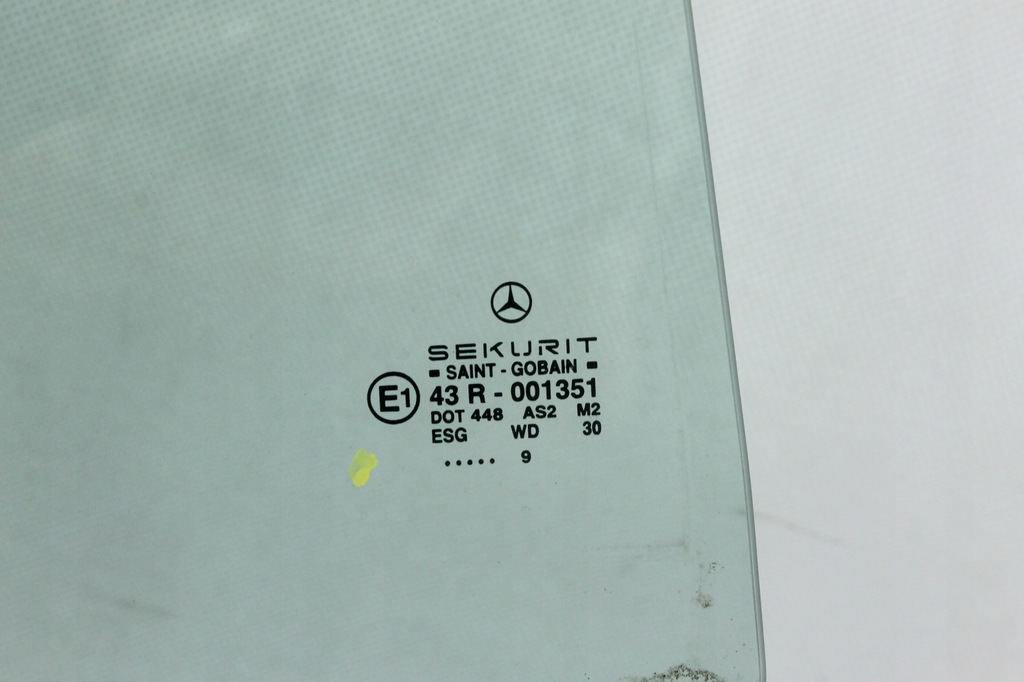 SEKURIT
SAINT - GOBAIN
E1 43 R - 001351
DOT 448 AS2 M2
ESG WD 30
..... 9